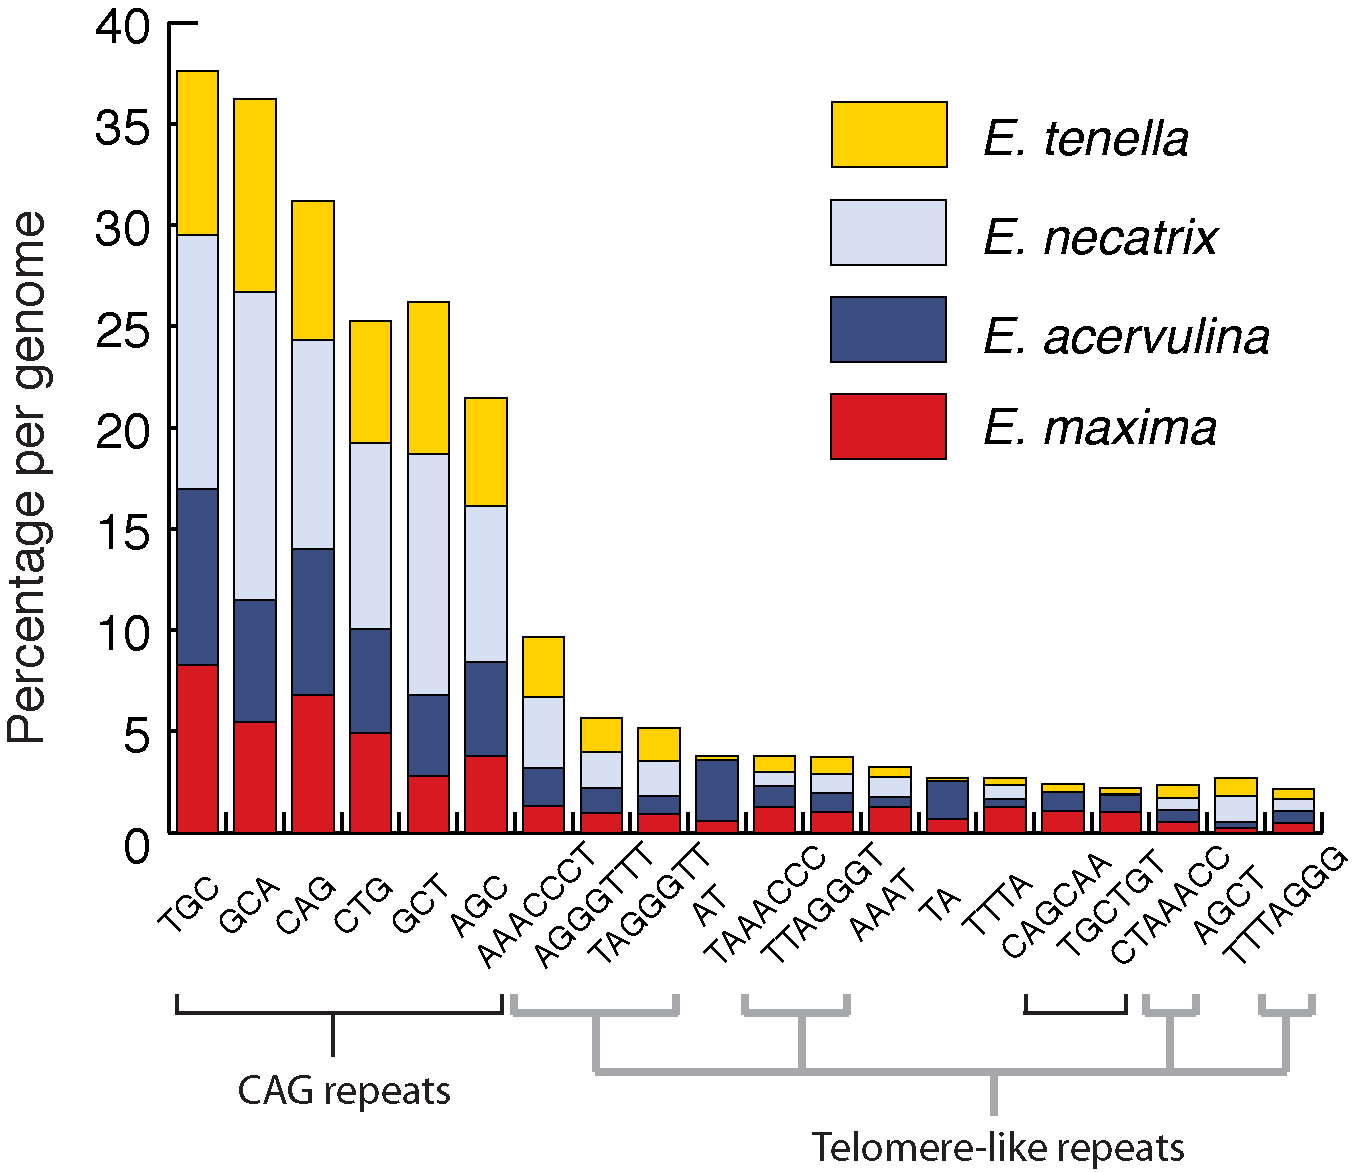 40
35
30
25
20
15
10
5
0
Percentage per genome
E. tenella
E. necatrix
E. acervulina
E. maxima
TGC
GCA
CAG
CTG
GCT
AGC
AAACCCT
AGGGTTT
TAGGGTT
AT
TAAACCC
TTAGGGT
AAAT
TA
TTTA
CAGCAA
TGCTGT
CTAAACC
AGCT
TTTAGGG
CAG repeats
Telomere-like repeats